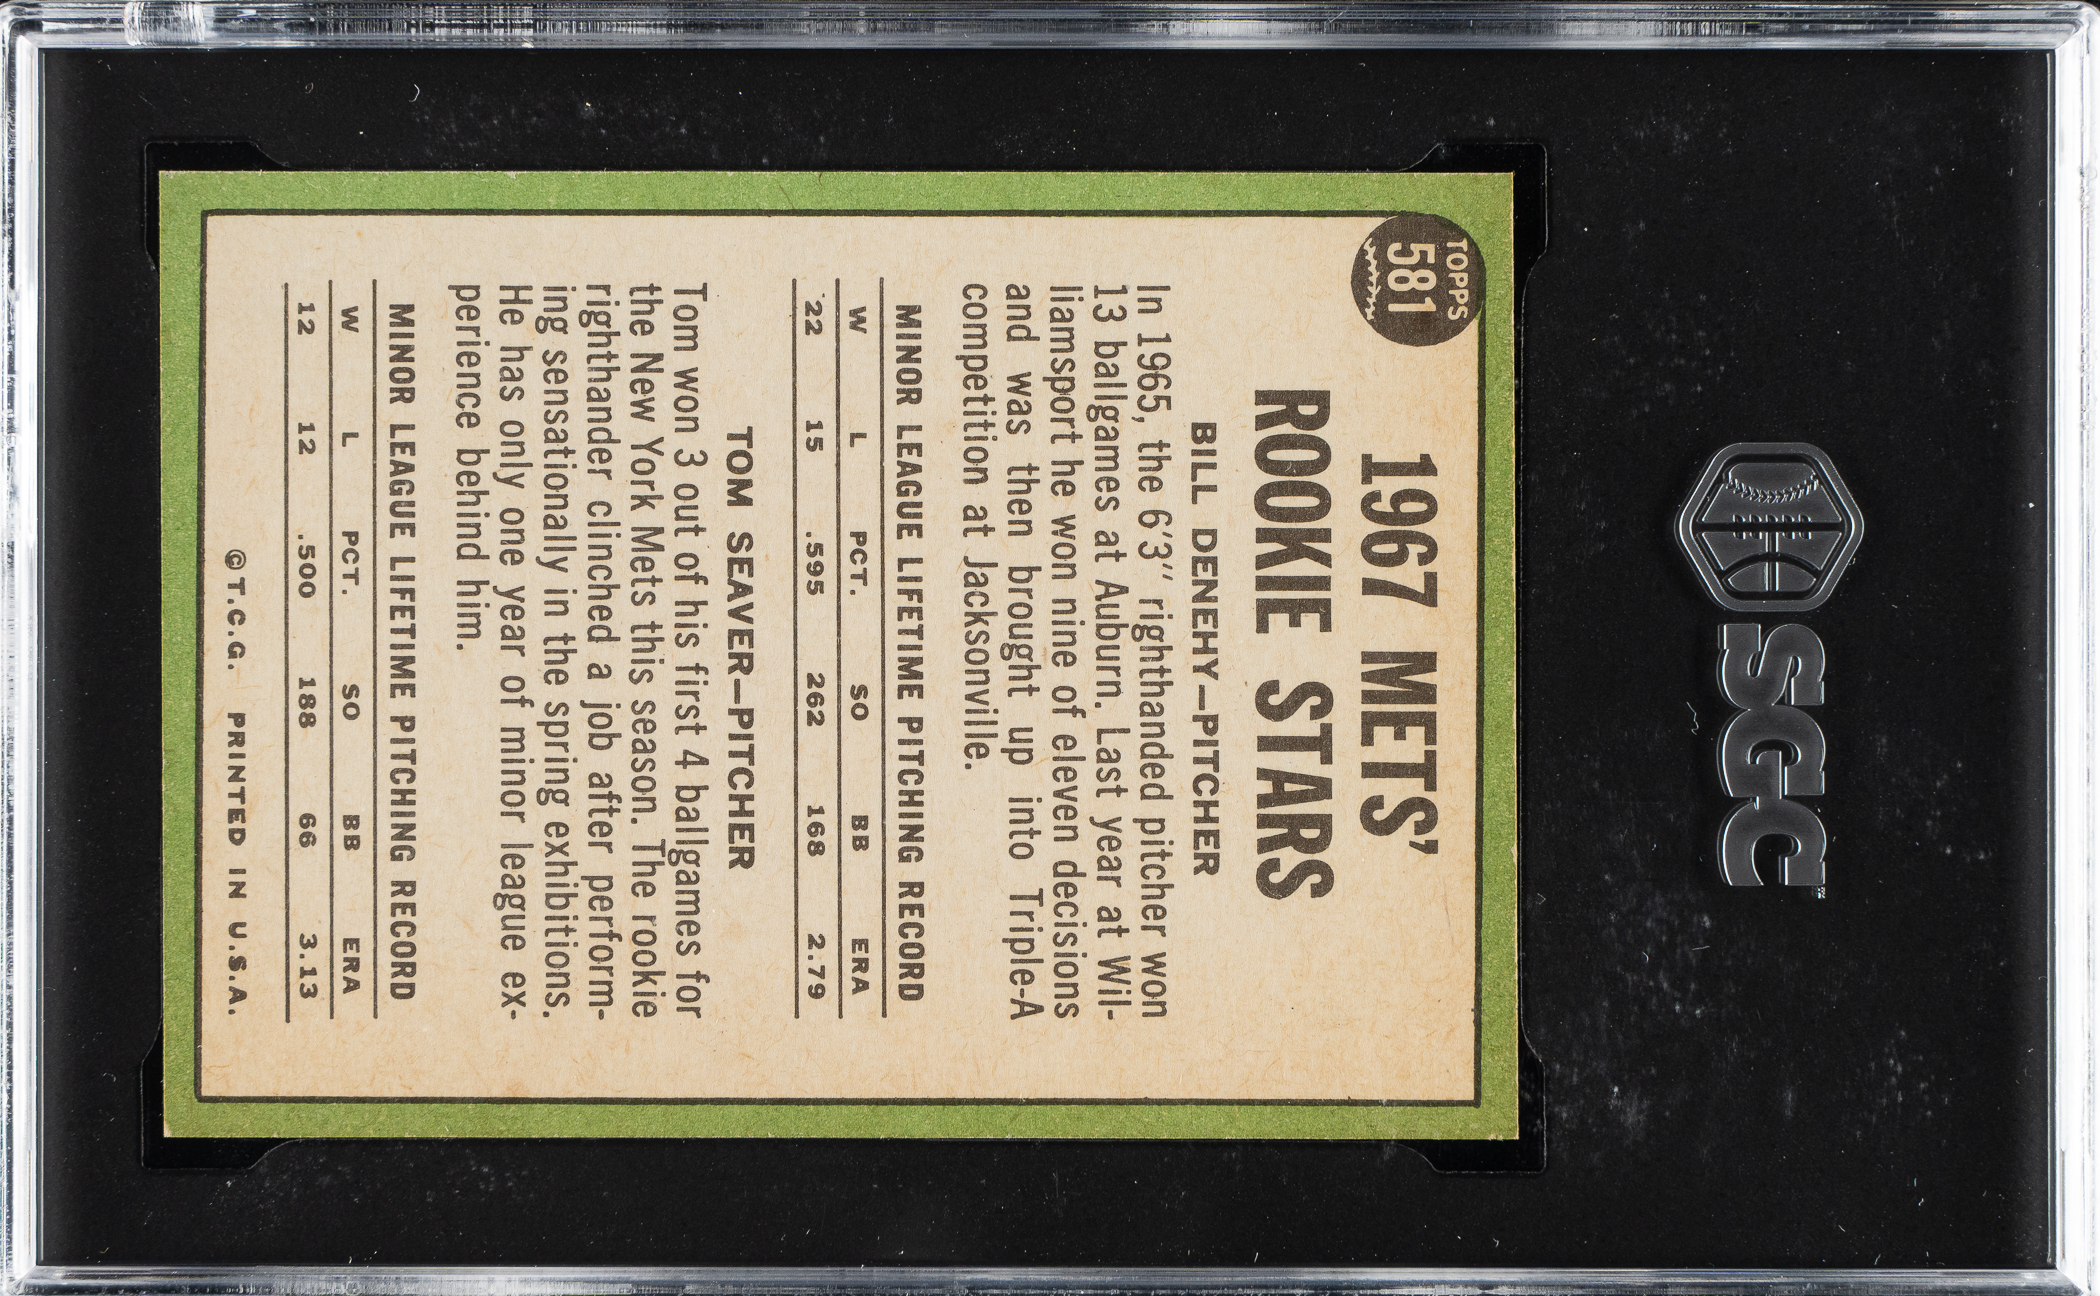 TOPPS
581
1967 METS'
ROOKIE STARS
BILL DENEHY—PITCHER
In 1965, the 6'3" righthanded pitcher won
13 ballgames at Auburn. Last year at Wil-
liamsport he won nine of eleven decisions
and was then brought up into Triple-A
competition at Jacksonville.
MINOR LEAGUE LIFETIME PITCHING RECORD
W L PCT. SO BB ERA
22 15 .595 262 168 2.79
TOM SEAVER—PITCHER
Tom won 3 out of his first 4 ballgames for
the New York Mets this season. The rookie
righthander clinched a job after perform-
ing sensationally in the spring exhibitions.
He has only one year of minor league ex-
perience behind him.
MINOR LEAGUE LIFETIME PITCHING RECORD
W L PCT. SO BB ERA
12 12 .500 188 66 3.13
©T.C.G. PRINTED IN U.S.A.
SGC™